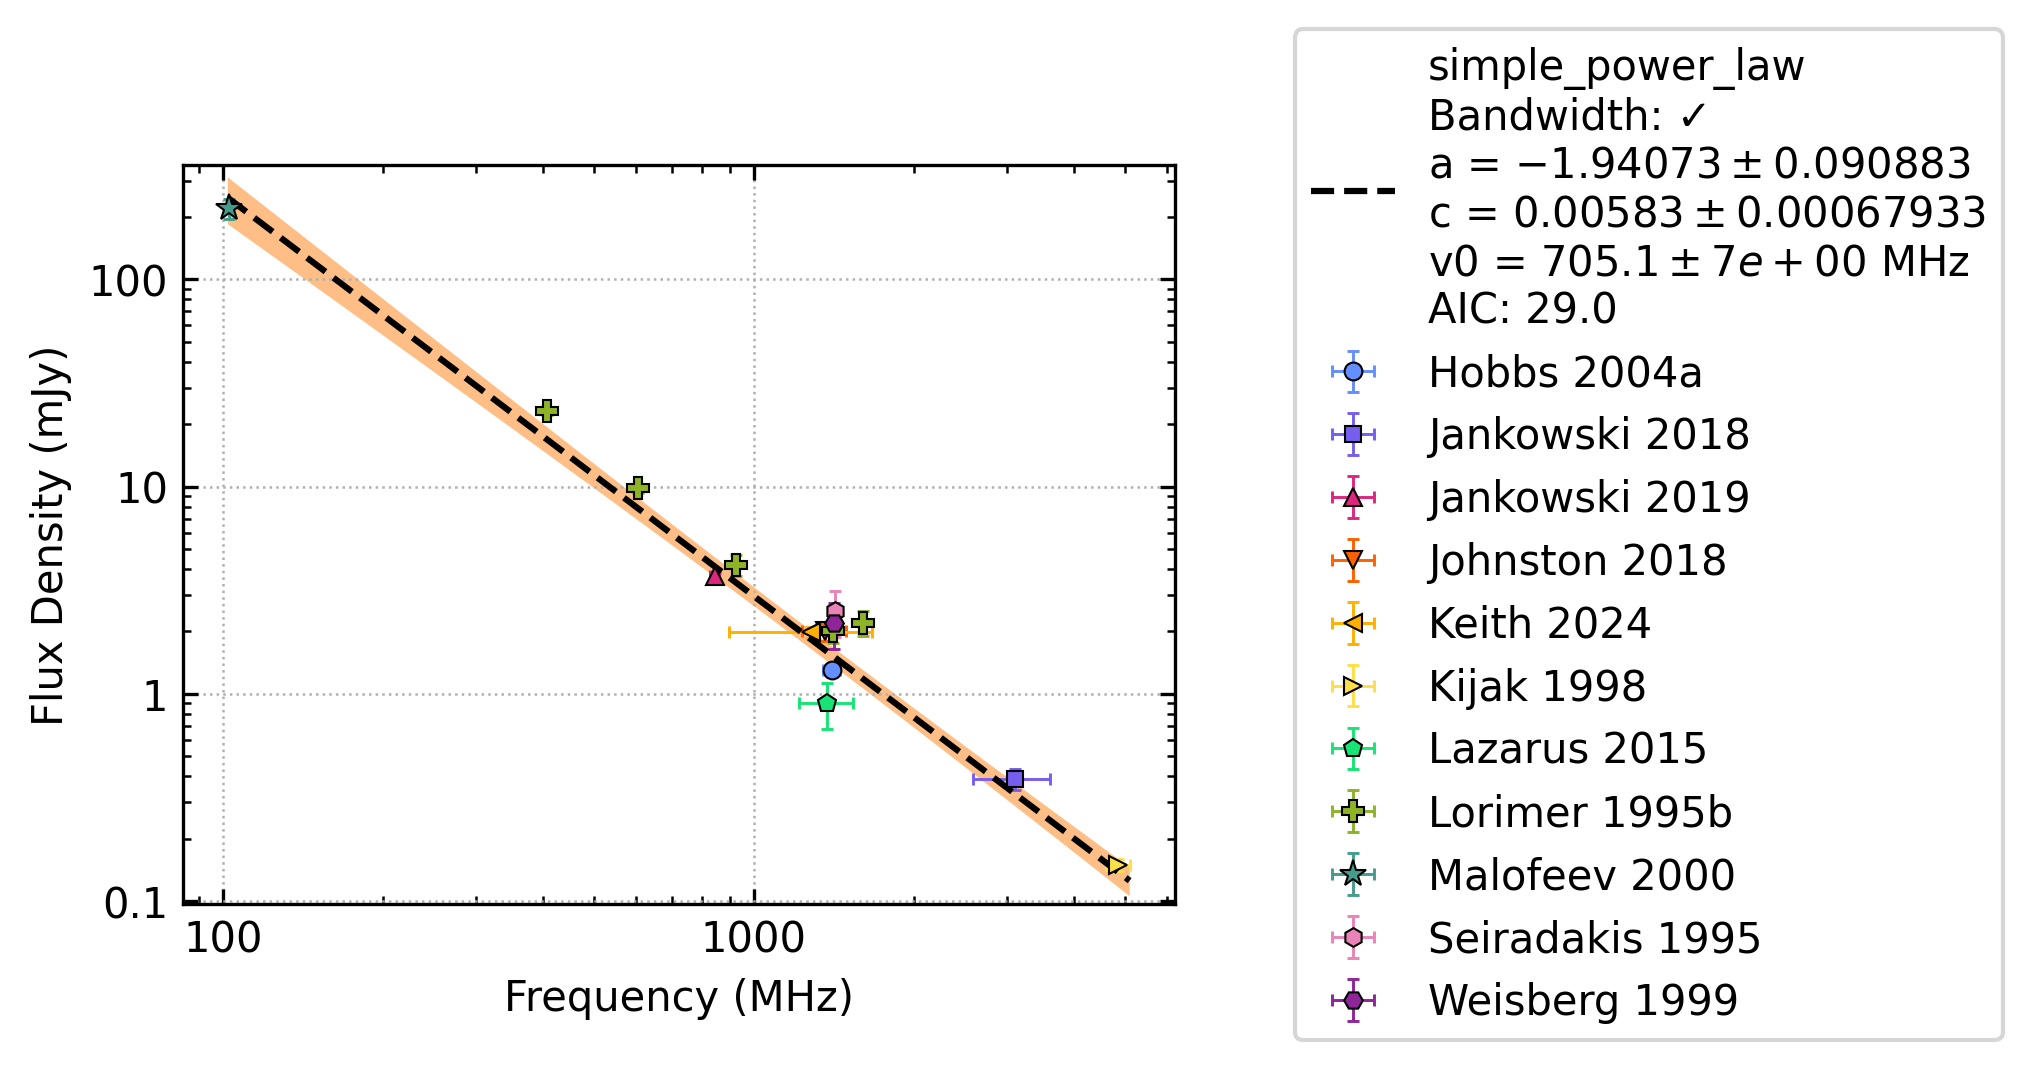 simple_power_law
Bandwidth: ✓
a = −1.94073 ± 0.090883
c = 0.00583 ± 0.00067933
v0 = 705.1 ± 7e + 00 MHz
AIC: 29.0
Hobbs 2004a
Jankowski 2018
Jankowski 2019
Johnston 2018
Keith 2024
Kijak 1998
Lazarus 2015
Lorimer 1995b
Malofeev 2000
Seiradakis 1995
Weisberg 1999
Flux Density (mJy)
100
10
1
0.1
100
1000
Frequency (MHz)